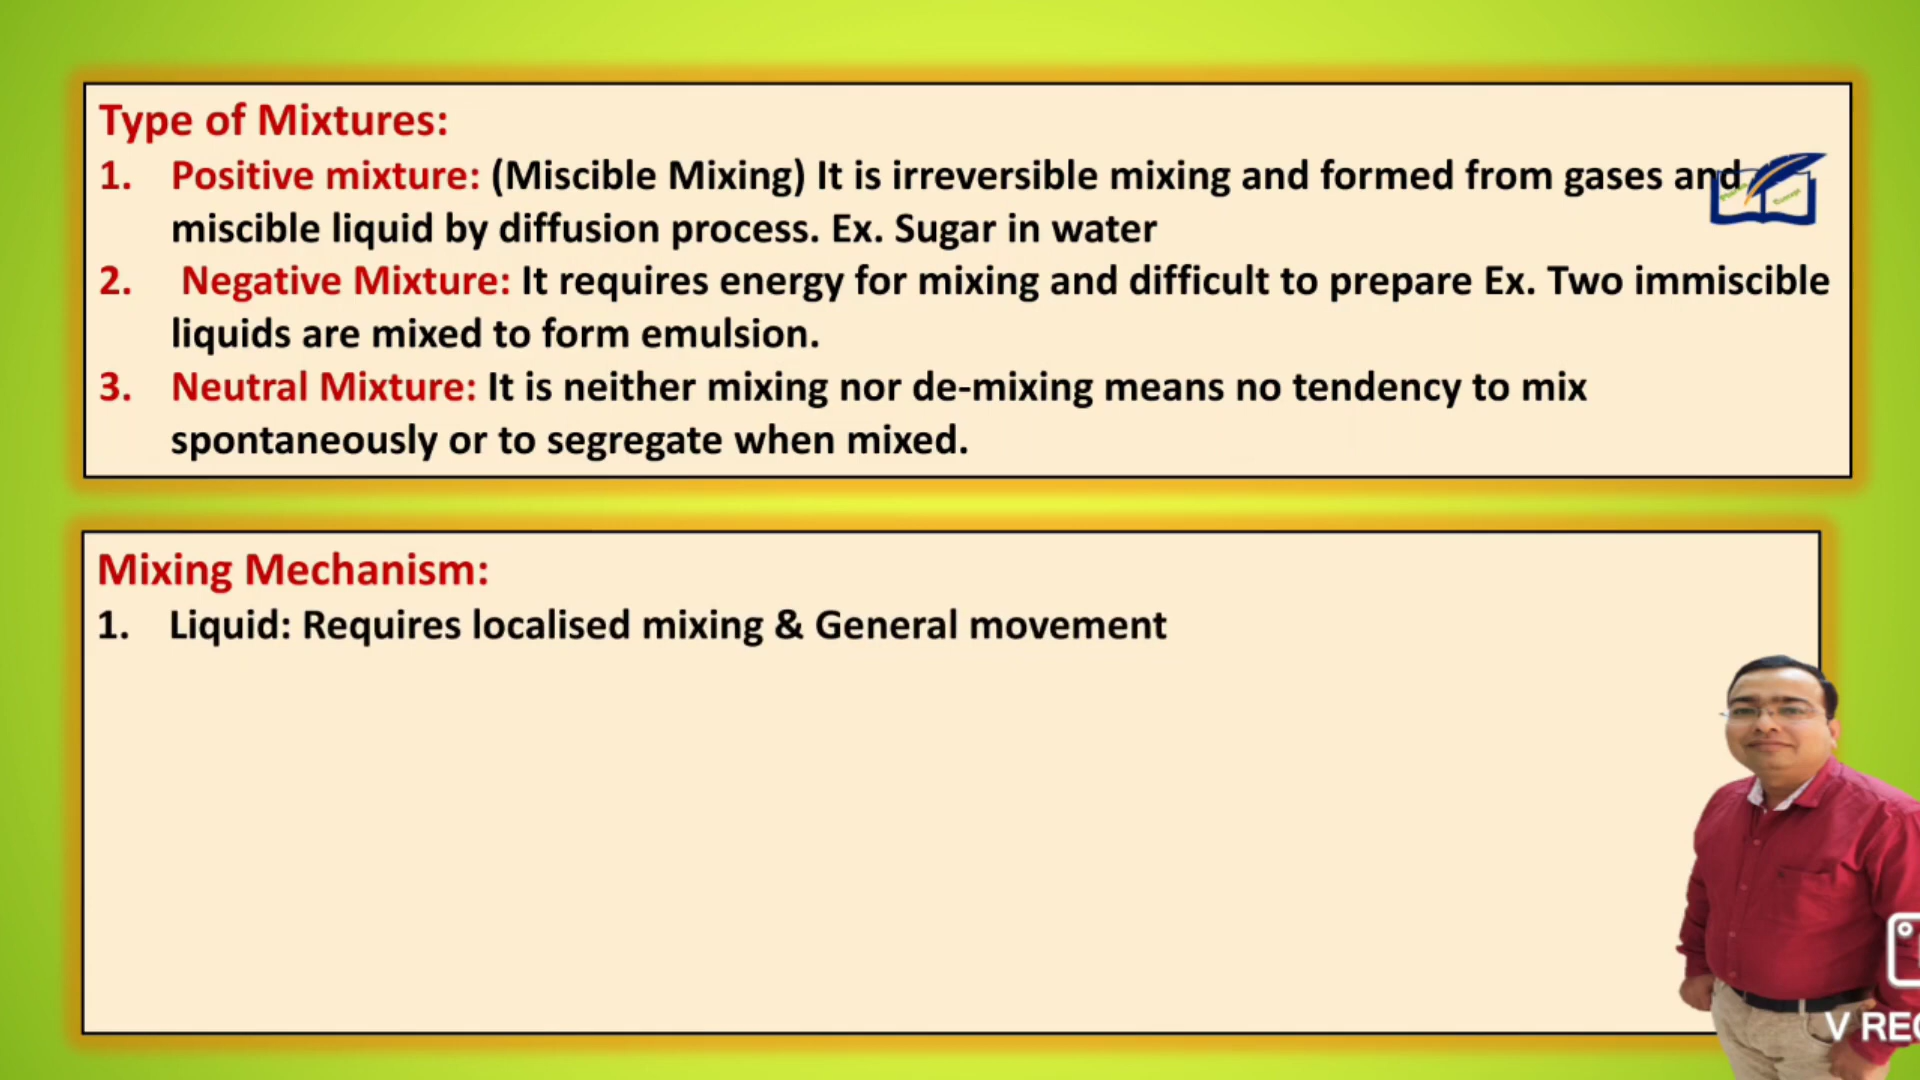 Type of Mixtures:
1. Positive mixture: (Miscible Mixing) It is irreversible mixing and formed from gases and
miscible liquid by diffusion process. Ex. Sugar in water
2. Negative Mixture: It requires energy for mixing and difficult to prepare Ex. Two immiscible
liquids are mixed to form emulsion.
3. Neutral Mixture: It is neither mixing nor de-mixing means no tendency to mix
spontaneously or to segregate when mixed.
Mixing Mechanism:
1. Liquid: Requires localised mixing & General movement
V REC